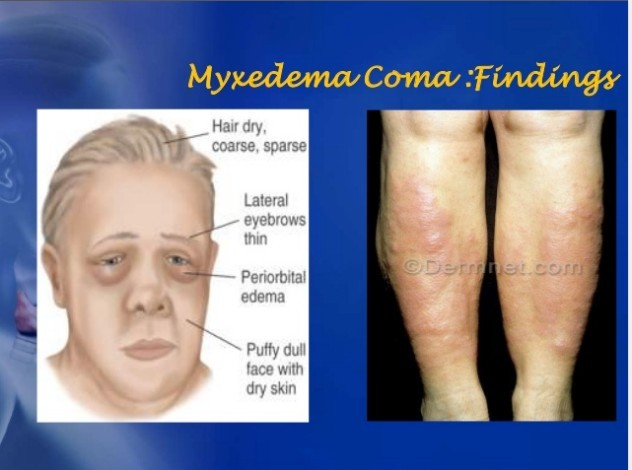 Myxedema Coma :Findings
Hair dry,
coarse, sparse
Lateral
eyebrows
thin
Periorbital
edema
Puffy dull
face with
dry skin
©Dermnet.com